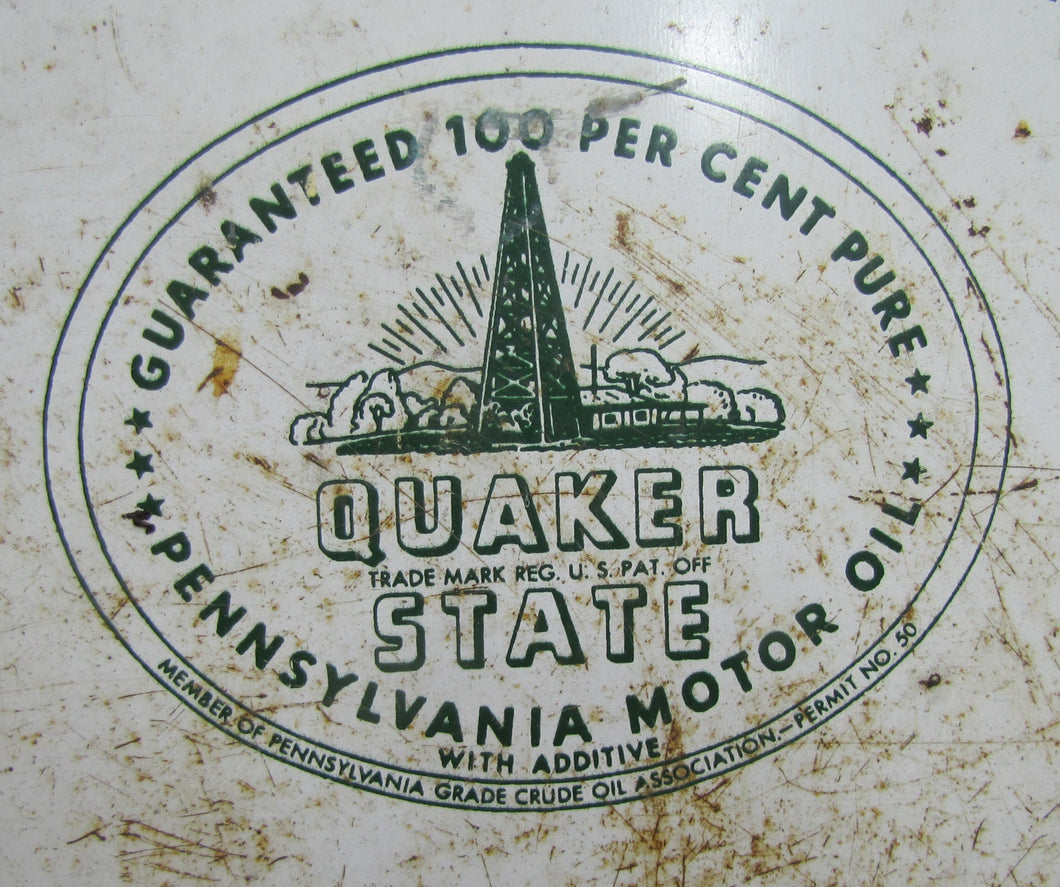 GUARANTEED 100 PER CENT PURE
QUAKER
TRADE MARK REG. U. S. PAT. OFF
STATE
PENNSYLVANIA MOTOR OIL
WITH ADDITIVE
MEMBER OF PENNSYLVANIA GRADE CRUDE OIL ASSOCIATION.—PERMIT NO. 50